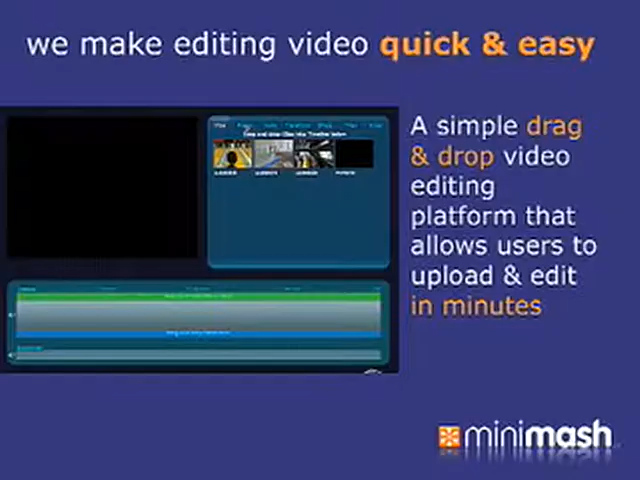 we make editing video quick & easy
A simple drag
& drop video
editing
platform that
allows users to
upload & edit
in minutes
minimash